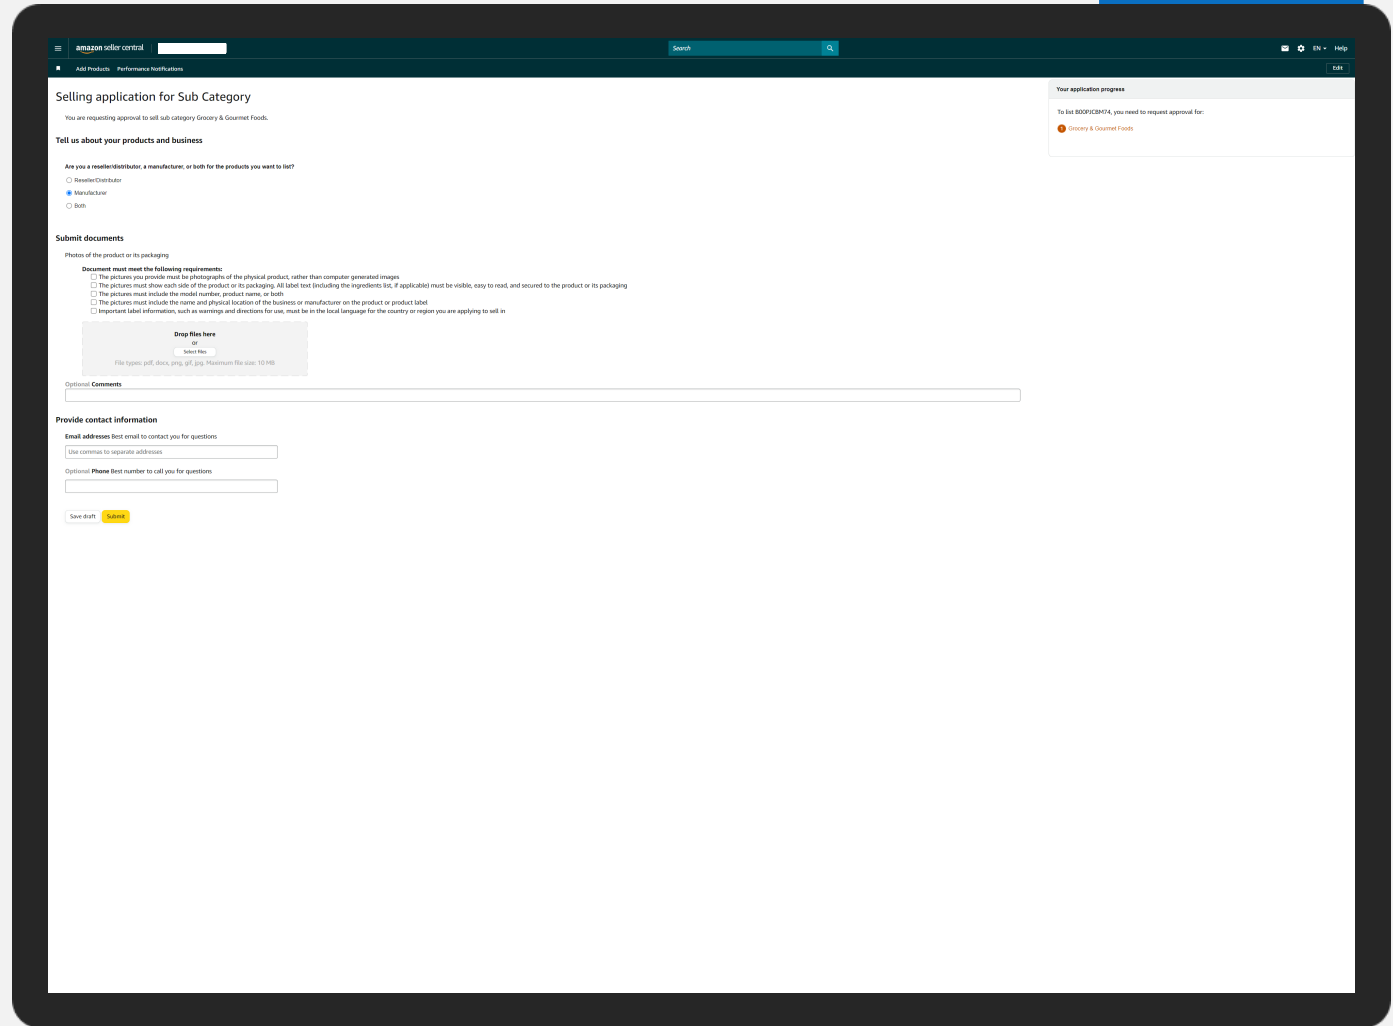 amazon seller central
Search
EN
Help
Add Products Performance Notifications
Edit
Selling application for Sub Category
You are requesting approval to sell sub category Grocery & Gourmet Foods.
Tell us about your products and business
Are you a reseller/distributor, a manufacturer, or both for the products you want to list?
Reseller/Distributor
Manufacturer
Both
Submit documents
Photos of the product or its packaging
Document must meet the following requirements:
The pictures you provide must be photographs of the physical product, rather than computer generated images
The pictures must show each side of the product or its packaging. All label text (including the ingredients list, if applicable) must be visible, easy to read, and secured to the product or its packaging
The pictures must include the model number, product name, or both
The pictures must include the name and physical location of the business or manufacturer on the product or product label
Important label information, such as warnings and directions for use, must be in the local language for the country or region you are applying to sell in
Drop files here
or
Select files
File types: pdf, docx, png, gif, jpg. Maximum file size: 10 MB
Optional Comments
Provide contact information
Email addresses Best email to contact you for questions
Use commas to separate addresses
Optional Phone Best number to call you for questions
Save draft Submit
Your application progress
To list B00PJCBM74, you need to request approval for:
1 Grocery & Gourmet Foods